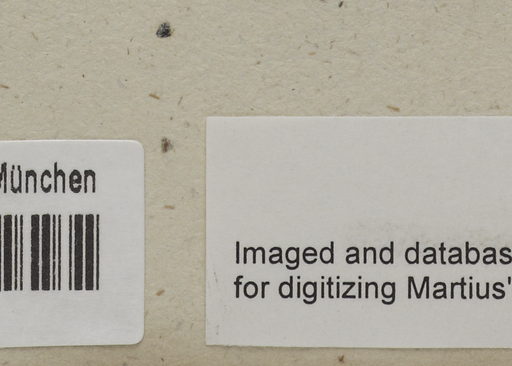 München
Imaged and databas
for digitizing Martius'